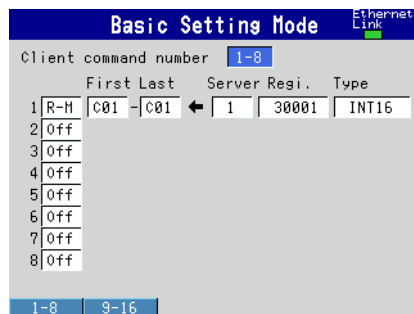 Basic Setting Mode
Ethernet
Link
Client command number 1-8
First Last Server Regi. Type
1 R-M C01 - C01 ← 1 30001 INT16
2 Off
3 Off
4 Off
5 Off
6 Off
7 Off
8 Off
1-8 9-16